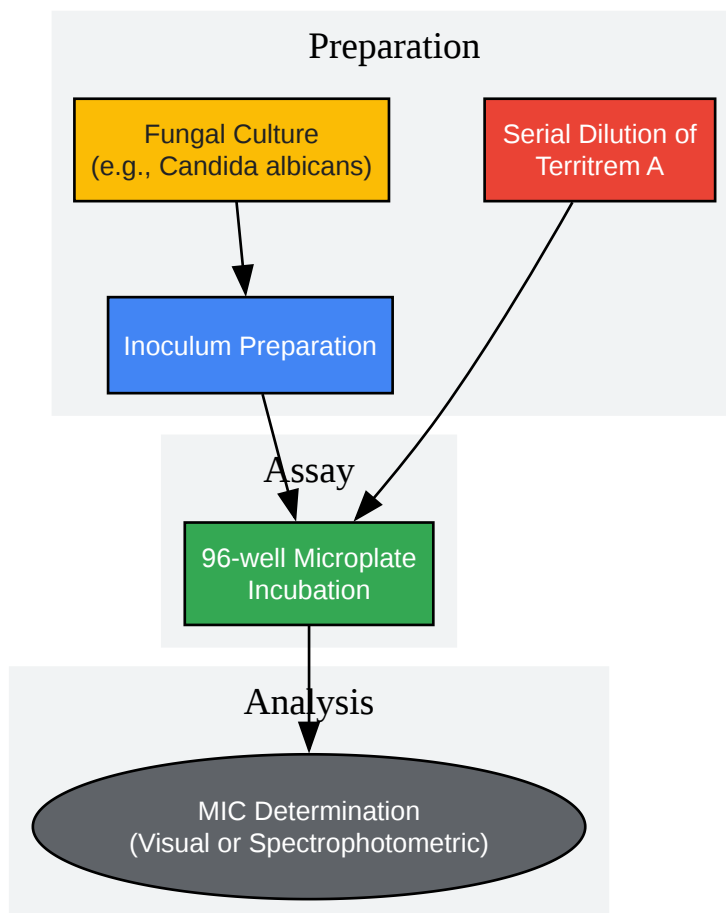 Preparation
Fungal Culture
(e.g., Candida albicans)
Serial Dilution of
Territrem A
Inoculum Preparation
Assay
96-well Microplate
Incubation
Analysis
MIC Determination
(Visual or Spectrophotometric)